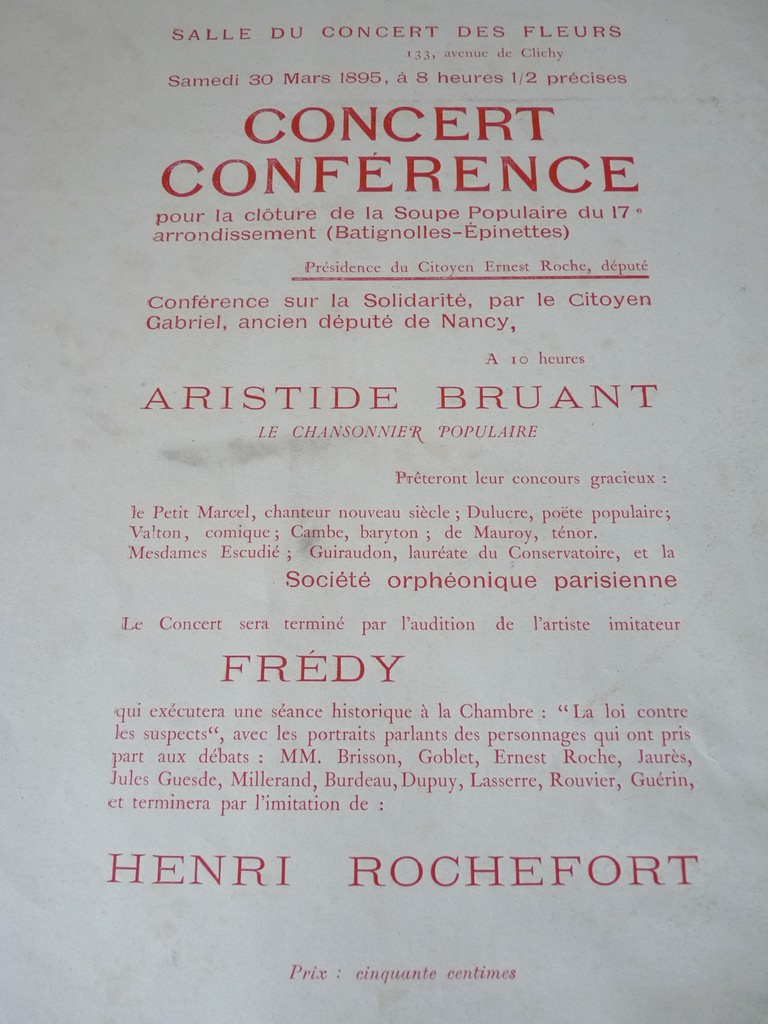 SALLE DU CONCERT DES FLEURS
133, avenue de Clichy
Samedi 30 Mars 1895, à 8 heures 1/2 précises
CONCERT
CONFÉRENCE
pour la clôture de la Soupe Populaire du 17e
arrondissement (Batignolles-Épinettes)
Présidence du Citoyen Ernest Roche, député
Conférence sur la Solidarité, par le Citoyen
Gabriel, ancien député de Nancy,
A 10 heures
ARISTIDE BRUANT
LE CHANSONNIER POPULAIRE
Prêteront leur concours gracieux :
le Petit Marcel, chanteur nouveau siècle ; Dulucre, poëte populaire;
Valton, comique ; Cambe, baryton ; de Mauroy, ténor.
Mesdames Escudié ; Guiraudon, lauréate du Conservatoire, et la
Société orphéonique parisienne
Le Concert sera terminé par l'audition de l'artiste imitateur
FRÉDY
qui exécutera une séance historique à la Chambre : “La loi contre
les suspects“, avec les portraits parlants des personnages qui ont pris
part aux débats : MM. Brisson, Goblet, Ernest Roche, Jaurès,
Jules Guesde, Millerand, Burdeau, Dupuy, Lasserre, Rouvier, Guérin,
et terminera par l'imitation de :
HENRI ROCHEFORT
Prix : cinquante centimes